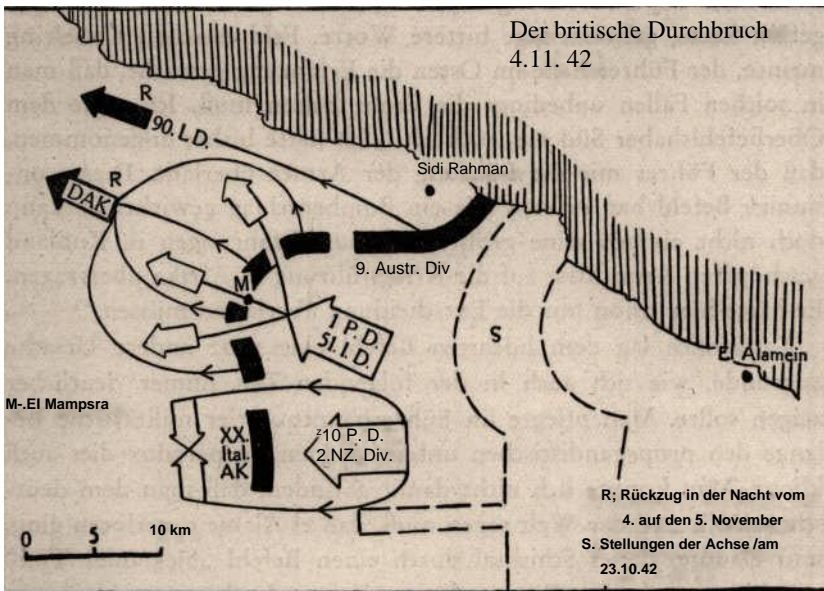 Der britische Durchbruch
4.11. 42
R
90. I. D.
R
DAK
Sidi Rahman
9. Austr. Div
M
1 P. D.
51. I. D
S
El Alamein
M-.El Mampsra
XX.
Ital.
AK
z10 P. D.
2.NZ. Div.
0 5 10 km
R; Rückzug in der Nacht vom
4. auf den 5. November
S. Stellungen der Achse /am
23.10.42